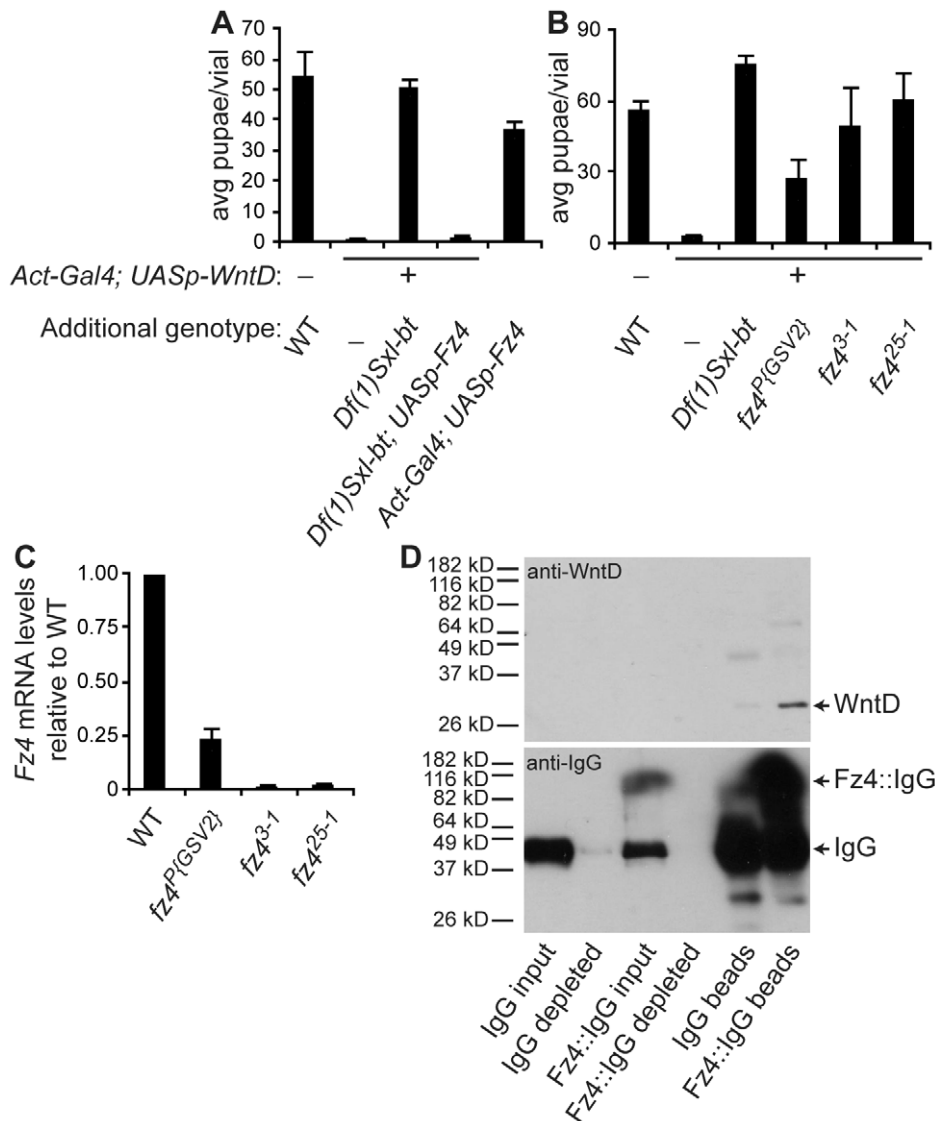 A
avg pupae/vial
70
60
50
40
30
20
10
0
Act-Gal4; UASp-WntD: – +
Additional genotype: WT – Df(1)Sxl-bt Df(1)Sxl-bt; UASp-Fz4 Act-Gal4; UASp-Fz4
B
avg pupae/vial
90
60
30
0
– +
WT – Df(1)Sxl-bt fz4P{GSV2} fz43-1 fz425-1
C
Fz4 mRNA levels
relative to WT
1.00
0.75
0.50
0.25
0
WT fz4P{GSV2} fz43-1 fz425-1
D
anti-WntD
182 kD
116 kD
82 kD
64 kD
49 kD
37 kD
26 kD
WntD
anti-IgG
182 kD
116 kD
82 kD
64 kD
49 kD
37 kD
26 kD
Fz4::IgG
IgG
IgG input
IgG depleted
Fz4::IgG input
Fz4::IgG depleted
IgG beads
Fz4::IgG beads